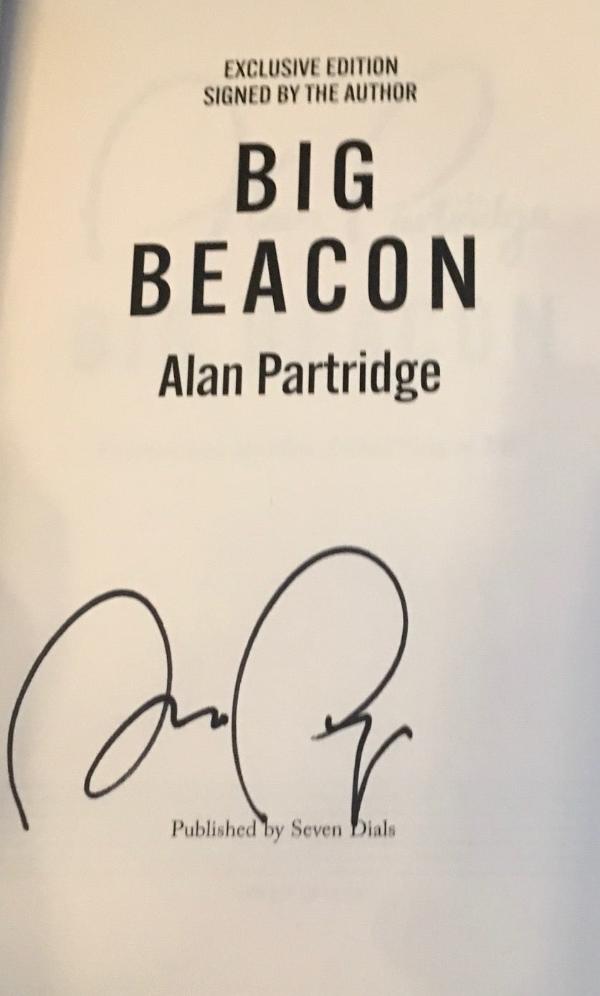 EXCLUSIVE EDITION
SIGNED BY THE AUTHOR
BIG
BEACON
Alan Partridge
Published by Seven Dials